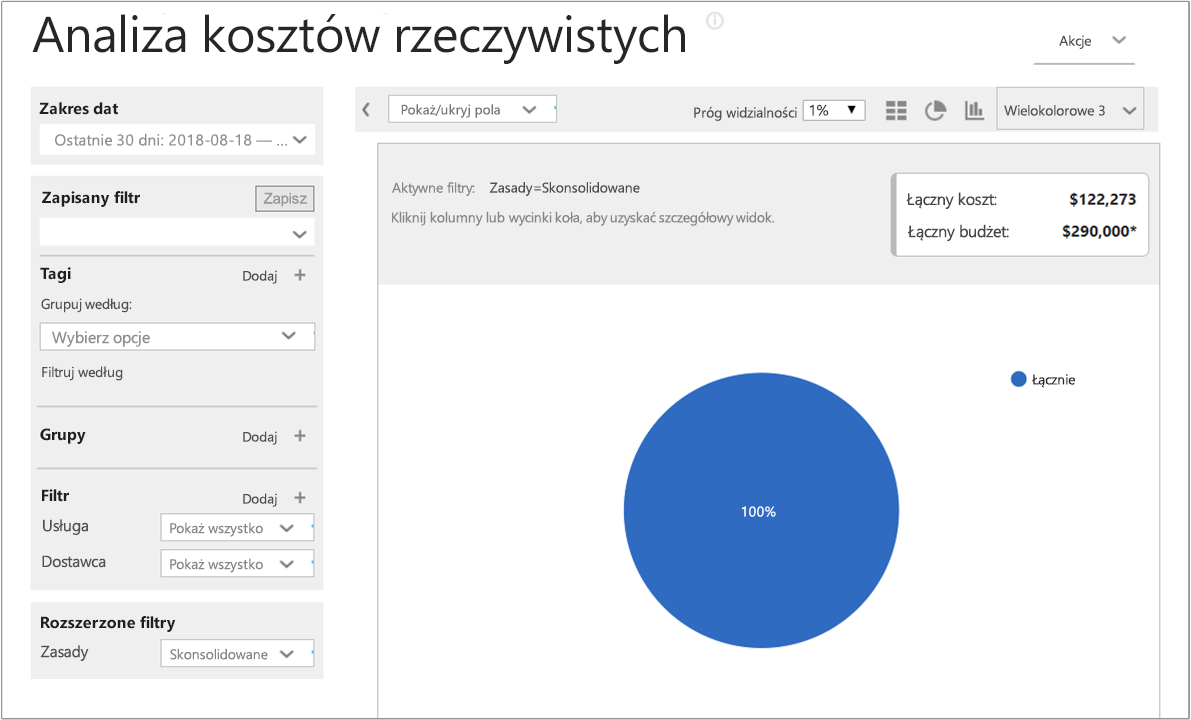 Analiza kosztów rzeczywistych
Akcje
Zakres dat
Ostatnie 30 dni: 2018-08-18 — ...
Zapisany filtr
Zapisz
Tagi
Dodaj +
Grupuj według:
Wybierz opcje
Filtruj według
Grupy
Dodaj +
Filtr
Dodaj +
Usługa
Pokaż wszystko
Dostawca
Pokaż wszystko
Rozszerzone filtry
Zasady
Skonsolidowane
Pokaż/ukryj pola
Próg widzialności
1%
Wielokolorowe 3
Aktywne filtry: Zasady=Skonsolidowane
Kliknij kolumny lub wycinki koła, aby uzyskać szczegółowy widok.
Łączny koszt: $122,273
Łączny budżet: $290,000*
Łącznie
100%